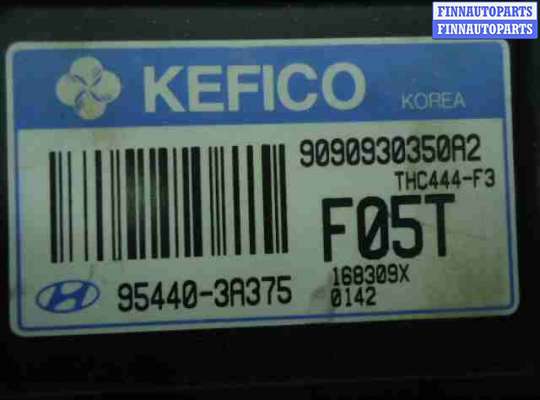 FINNAUTOPARTS
FINNAUTOPARTS
KEFICO
KOREA
9090930350A2
THC444-F3
F05T
95440-3A375
168309X
0142